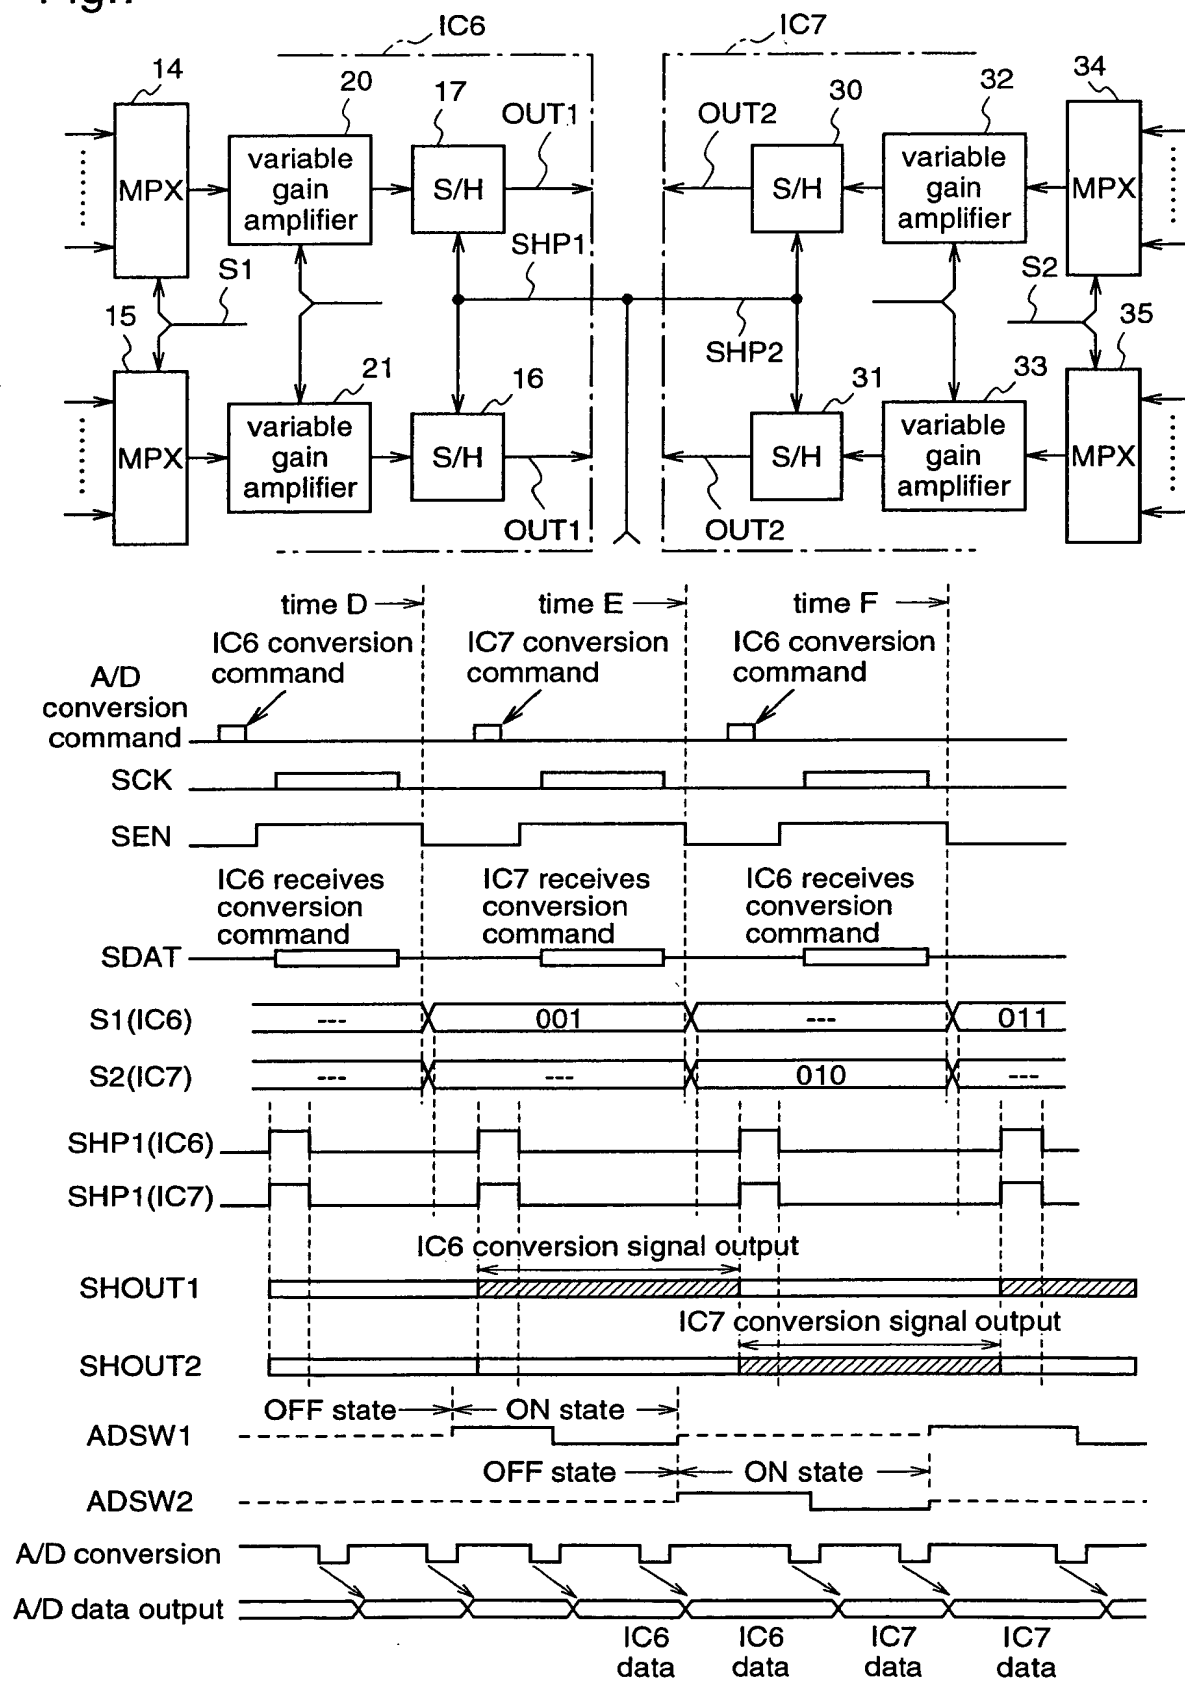 IC6
IC7
14
20
17
OUT1
OUT2
30
32
34
MPX
variable
gain
amplifier
S/H
S/H
variable
gain
amplifier
MPX
S1
SHP1
S2
15
21
16
SHP2
31
33
35
MPX
variable
gain
amplifier
S/H
S/H
variable
gain
amplifier
MPX
OUT1
OUT2
time D
time E
time F
IC6 conversion
command
IC7 conversion
command
IC6 conversion
command
A/D
conversion
command
SCK
SEN
IC6 receives
conversion
command
IC7 receives
conversion
command
IC6 receives
conversion
command
SDAT
S1(IC6) --- 001 --- 011
S2(IC7) --- --- 010 ---
SHP1(IC6)
SHP1(IC7)
IC6 conversion signal output
SHOUT1
IC7 conversion signal output
SHOUT2
OFF state ON state
ADSW1
OFF state ON state
ADSW2
A/D conversion
A/D data output
IC6
data
IC6
data
IC7
data
IC7
data